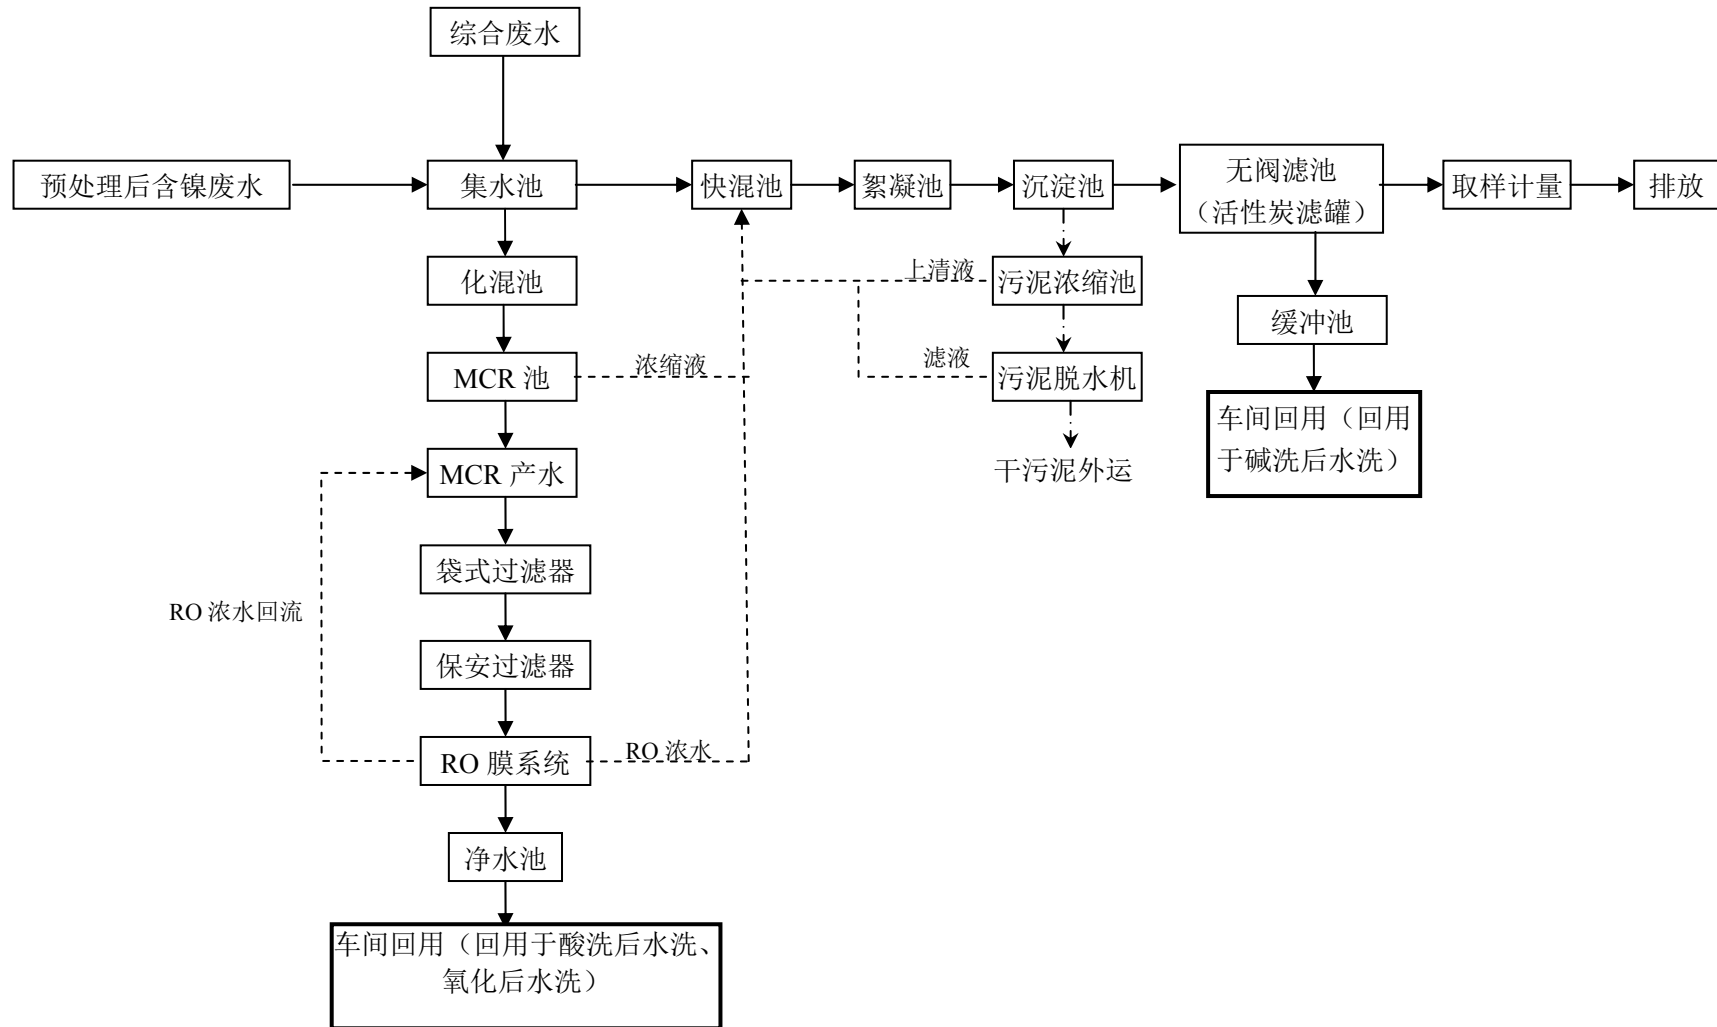 综合废水
预处理后含镍废水
集水池
快混池
絮凝池
沉淀池
无阀滤池
（活性炭滤罐）
取样计量
排放
化混池
上清液
污泥浓缩池
缓冲池
MCR 池
浓缩液
滤液
污泥脱水机
车间回用（回用
于碱洗后水洗）
MCR 产水
干污泥外运
袋式过滤器
RO 浓水回流
保安过滤器
RO 膜系统
RO 浓水
净水池
车间回用（回用于酸洗后水洗、
氧化后水洗）